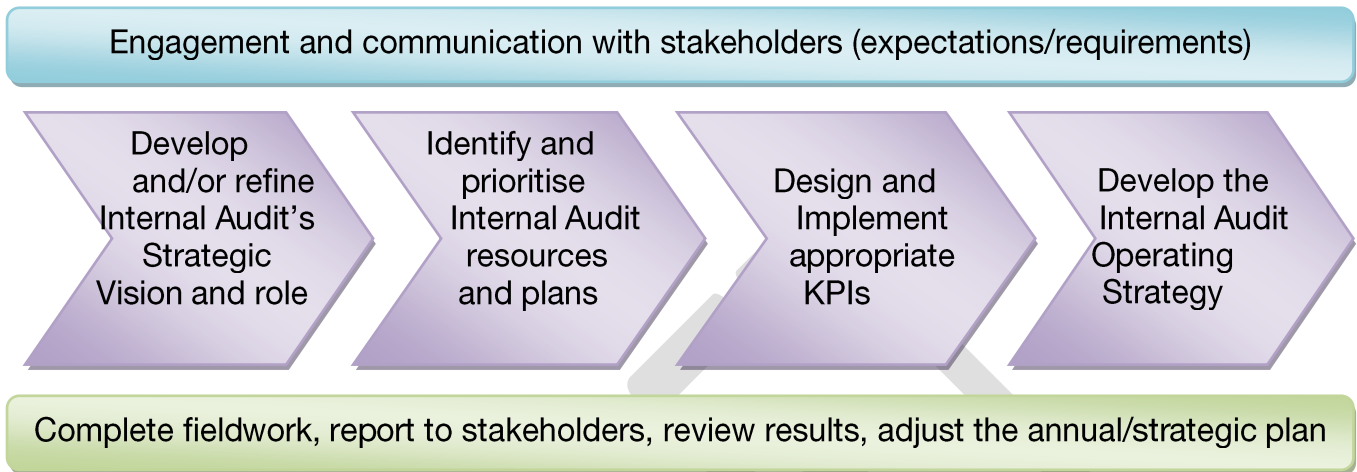 Engagement and communication with stakeholders (expectations/requirements)
Develop
and/or refine
Internal Audit’s
Strategic
Vision and role
Identify and
prioritise
Internal Audit
resources
and plans
Design and
Implement
appropriate
KPIs
Develop the
Internal Audit
Operating
Strategy
Complete fieldwork, report to stakeholders, review results, adjust the annual/strategic plan